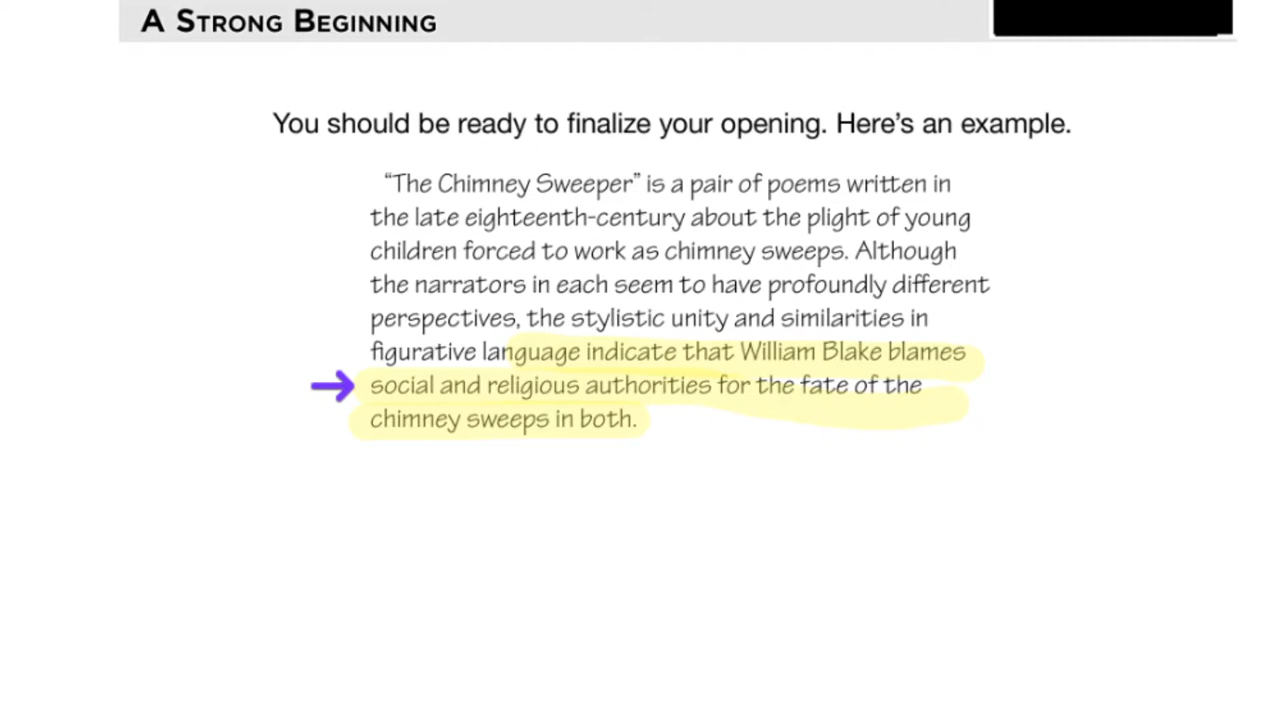 A STRONG BEGINNING
You should be ready to finalize your opening. Here's an example.
“The Chimney Sweeper” is a pair of poems written in
the late eighteenth-century about the plight of young
children forced to work as chimney sweeps. Although
the narrators in each seem to have profoundly different
perspectives, the stylistic unity and similarities in
figurative language indicate that William Blake blames
social and religious authorities for the fate of the
chimney sweeps in both.